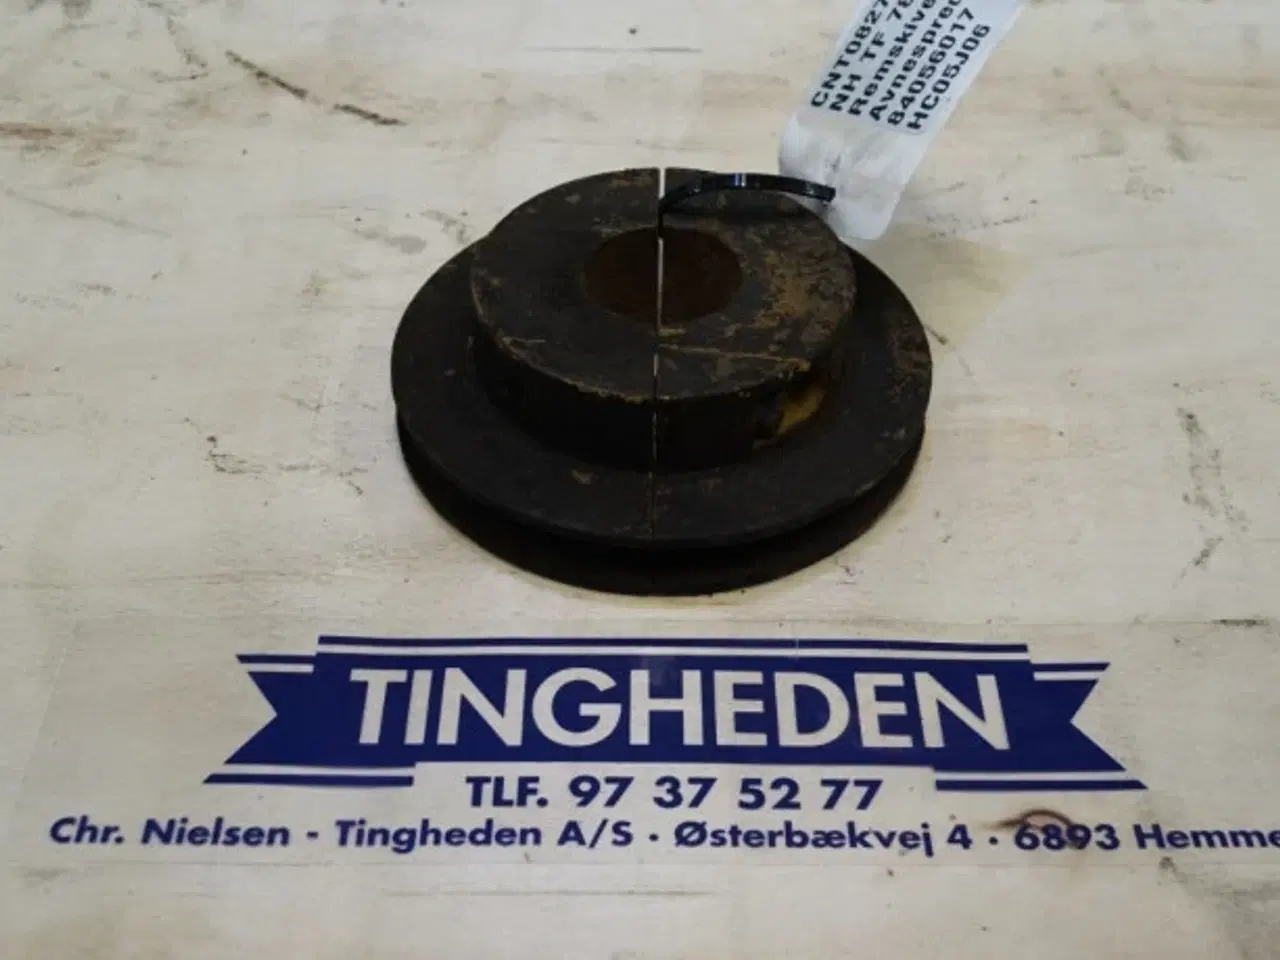 CNT0827
NH TF 78
Remskive
Avnespred
84056017
HC05J06
TINGHEDEN
TLF. 97 37 52 77
Chr. Nielsen - Tingheden A/S · Østerbækvej 4 · 6893 Hemme